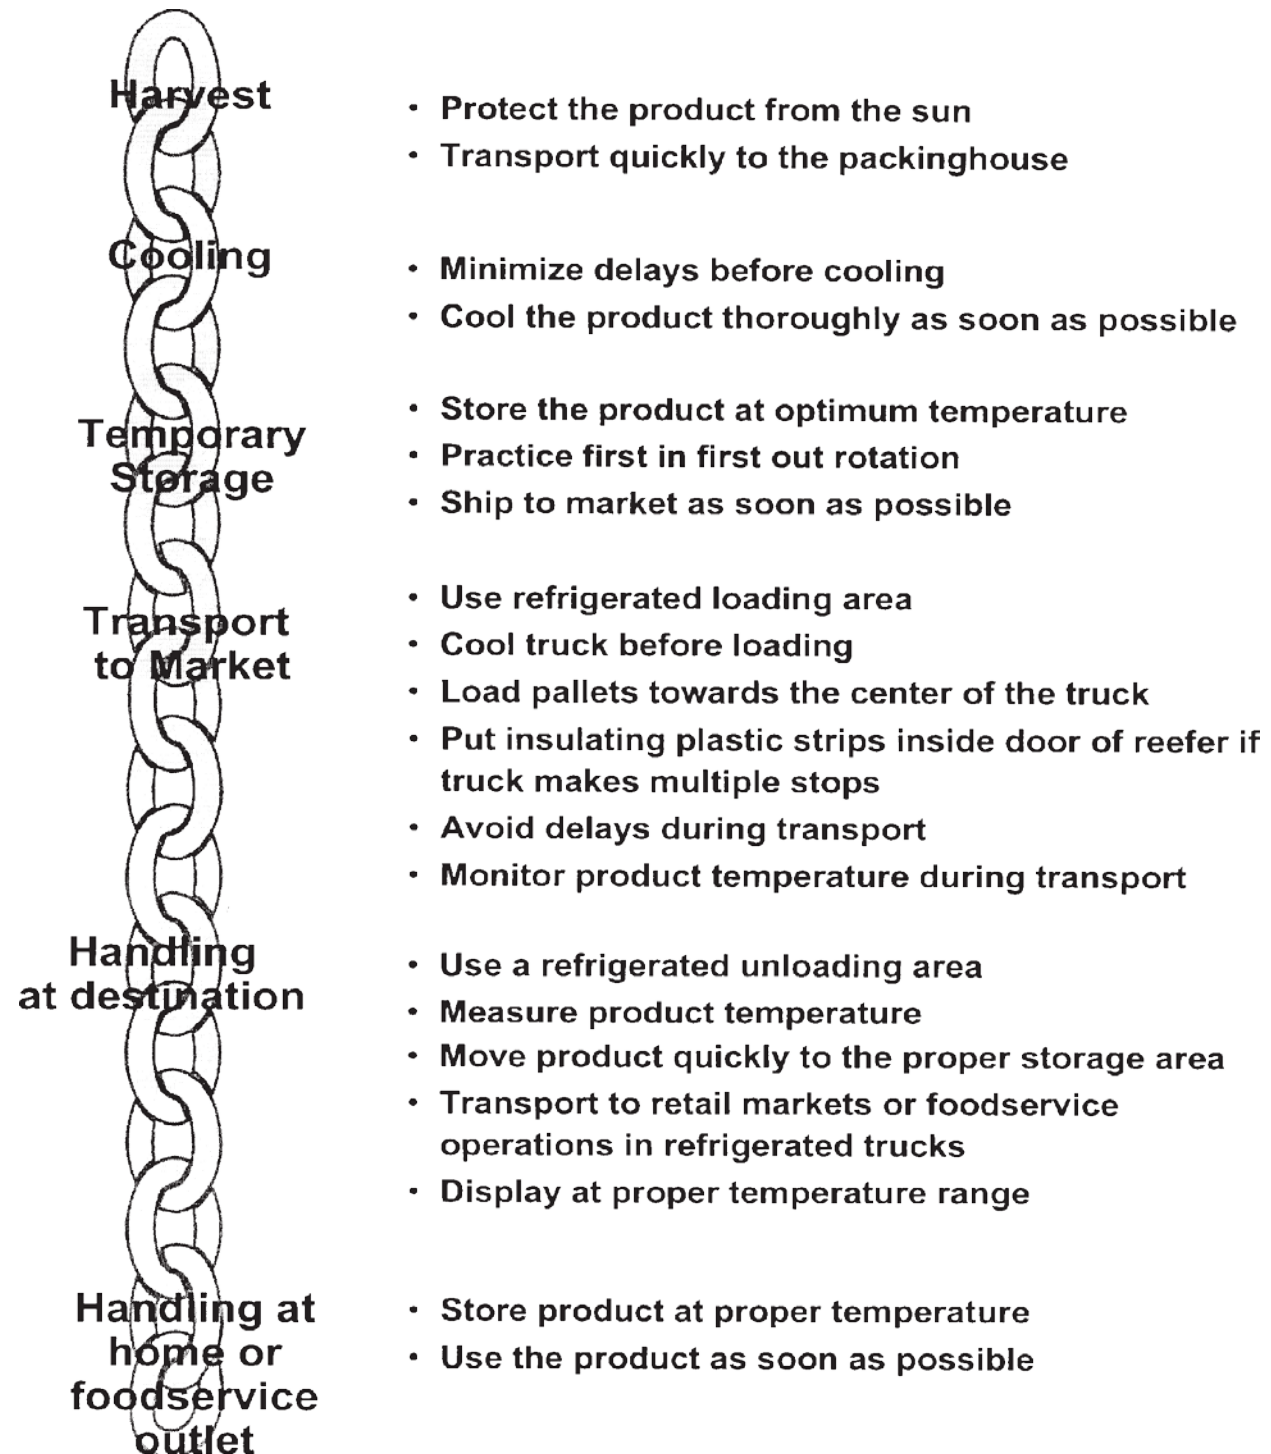 Harvest
• Protect the product from the sun
• Transport quickly to the packinghouse
Cooling
• Minimize delays before cooling
• Cool the product thoroughly as soon as possible
Temporary
Storage
• Store the product at optimum temperature
• Practice first in first out rotation
• Ship to market as soon as possible
Transport
to Market
• Use refrigerated loading area
• Cool truck before loading
• Load pallets towards the center of the truck
• Put insulating plastic strips inside door of reefer if
truck makes multiple stops
• Avoid delays during transport
• Monitor product temperature during transport
Handling
at destination
• Use a refrigerated unloading area
• Measure product temperature
• Move product quickly to the proper storage area
• Transport to retail markets or foodservice
operations in refrigerated trucks
• Display at proper temperature range
Handling at
home or
foodservice
outlet
• Store product at proper temperature
• Use the product as soon as possible